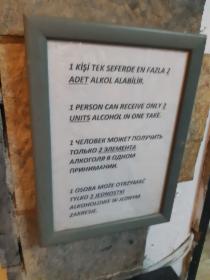 1 KİŞİ TEK SEFERDE EN FAZLA 2
ADET ALKOL ALABİLİR.
1 PERSON CAN RECEIVE ONLY 2
UNITS ALCOHOL IN ONE TAKE.
1 ЧЕЛОВЕК МОЖЕТ ПОЛУЧИТЬ
ТОЛЬКО 2 ЭЛЕМЕНТА
АЛКОГОЛЯ В ОДНОМ
ПРИНИМАНИИ.
1 OSOBA MOŻE OTRZYMAĆ
TYLKO 2 JEDNOSTKI
ALKOHOLOWE W JEDNYM
ZAKRESIE.